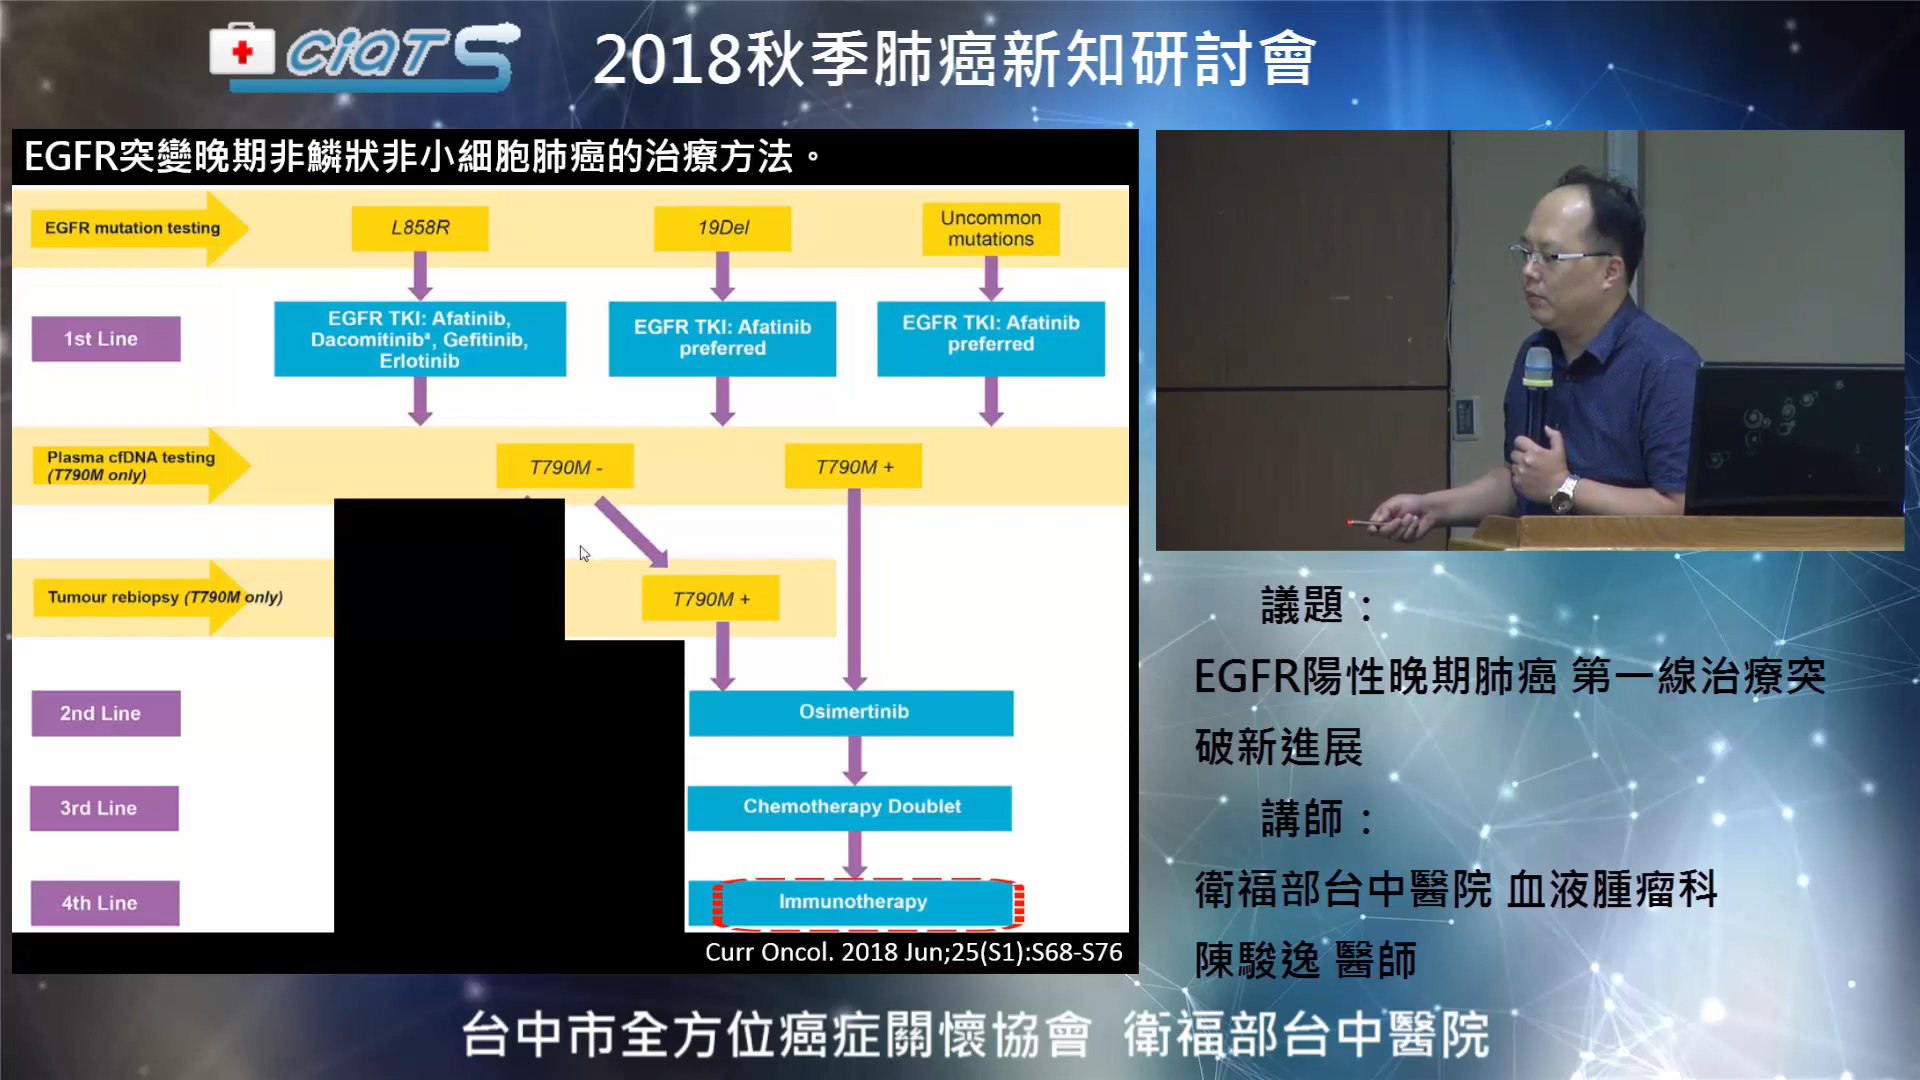 CiQTS
2018秋季肺癌新知研討會
EGFR突變晚期非鱗狀非小細胞肺癌的治療方法。
EGFR mutation testing
L858R
19Del
Uncommon
mutations
1st Line
EGFR TKI: Afatinib,
Dacomitinibª, Gefitinib,
Erlotinib
EGFR TKI: Afatinib
preferred
EGFR TKI: Afatinib
preferred
Plasma cfDNA testing
(T790M only)
T790M -
T790M +
Tumour rebiopsy (T790M only)
T790M +
2nd Line
Osimertinib
3rd Line
Chemotherapy Doublet
4th Line
Immunotherapy
Curr Oncol. 2018 Jun;25(S1):S68-S76
議題：
EGFR陽性晚期肺癌 第一線治療突
破新進展
講師：
衛福部台中醫院 血液腫瘤科
陳駿逸 醫師
台中市全方位癌症關懷協會 衛福部台中醫院